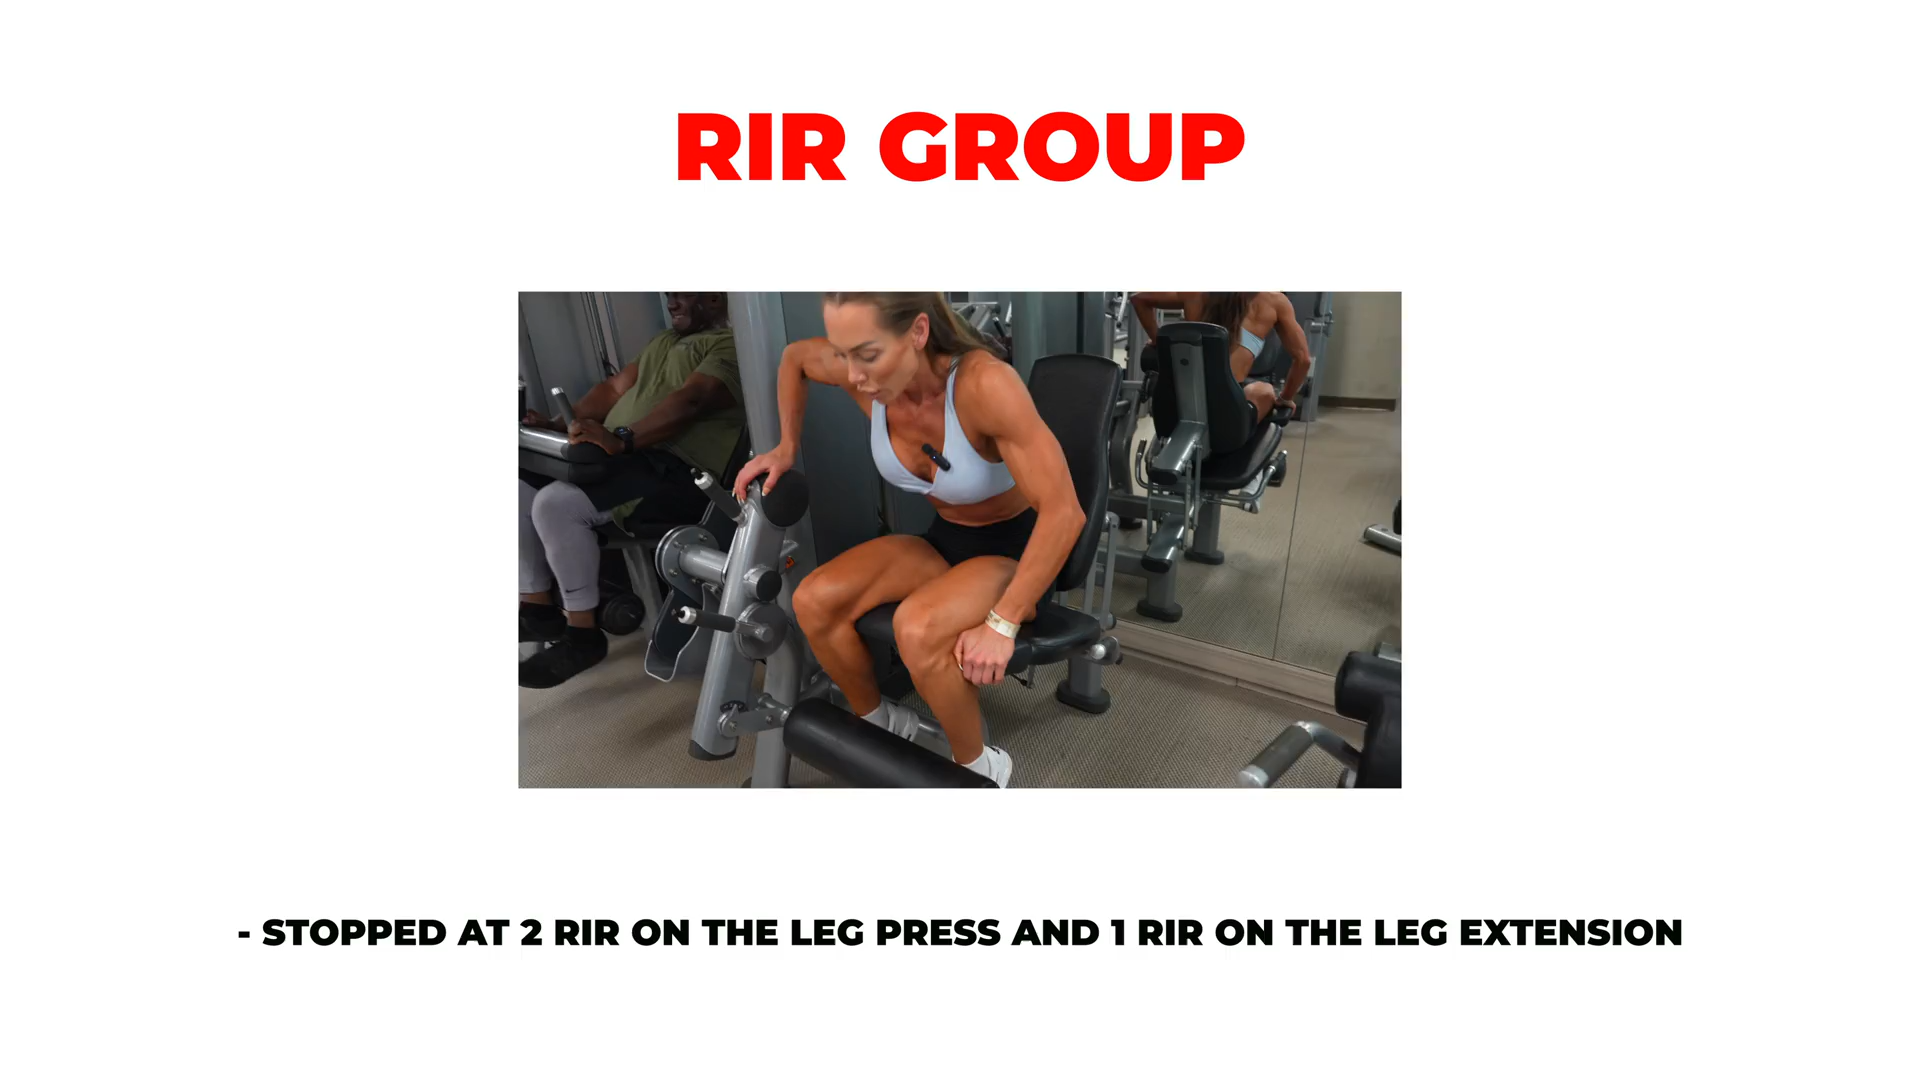 RIR GROUP
- STOPPED AT 2 RIR ON THE LEG PRESS AND 1 RIR ON THE LEG EXTENSION